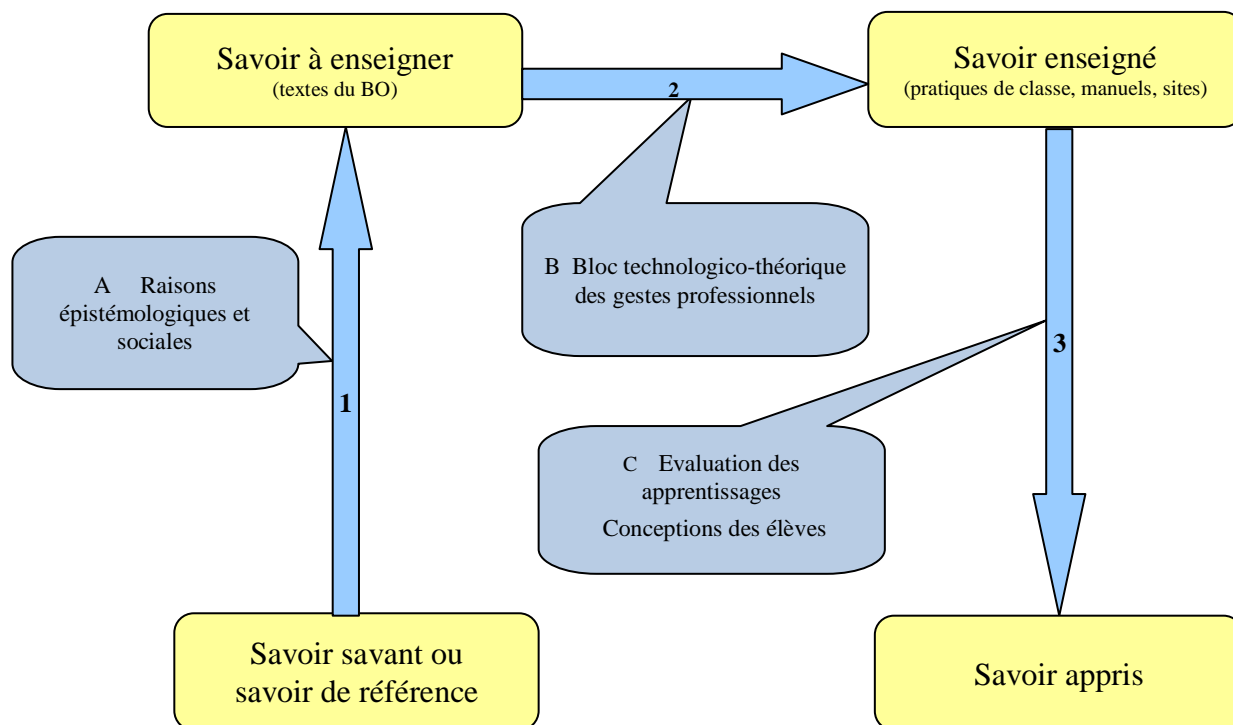 Savoir à enseigner
(textes du BO)
2
Savoir enseigné
(pratiques de classe, manuels, sites)
A Raisons
épistémologiques et
sociales
1
B Bloc technologico-théorique
des gestes professionnels
3
C Evaluation des
apprentissages
Conceptions des élèves
Savoir savant ou
savoir de référence
Savoir appris